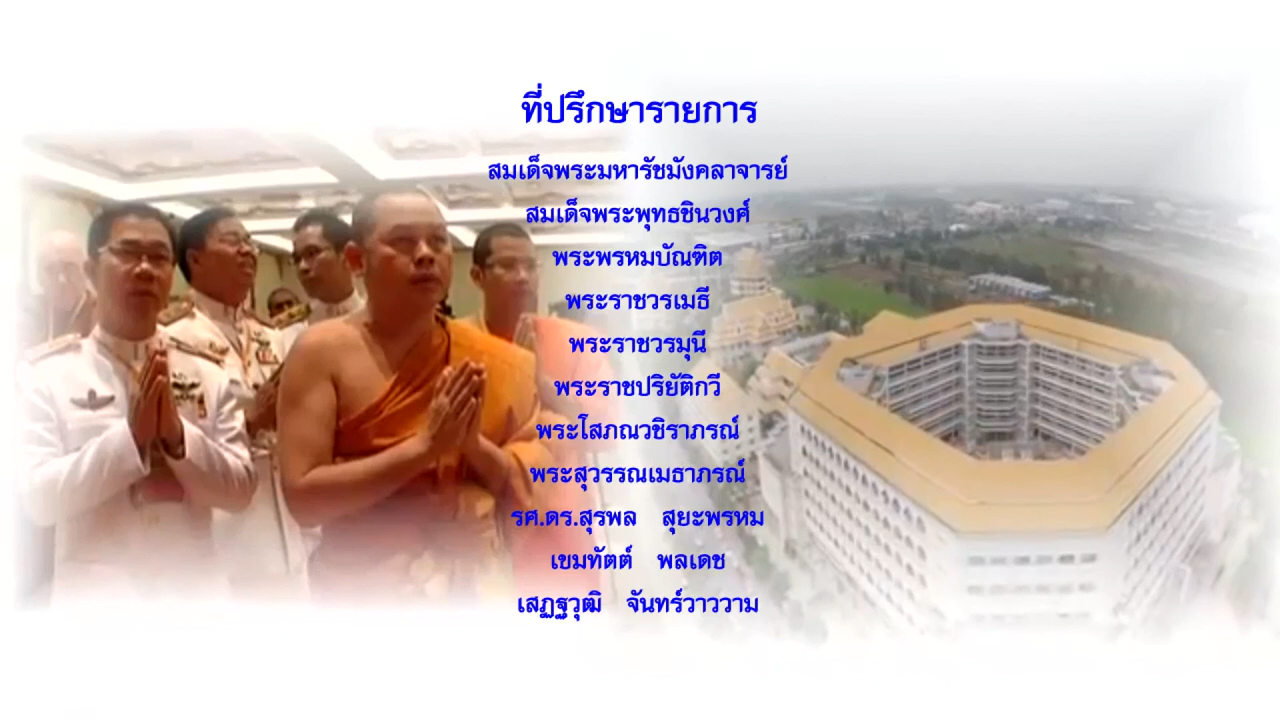 ที่ปรึกษารายการ
สมเด็จพระมหารัชมังคลาจารย์
สมเด็จพระพุทธชินวงศ์
พระพรหมบัณฑิต
พระราชวรเมธี
พระราชวรมุนี
พระราชปริยัติกวี
พระโสภณวชิราภรณ์
พระสุวรรณเมธาภรณ์
รศ.ดร.สุรพล สุยะพรหม
เขมทัตต์ พลเดช
เสฏฐวุฒิ จันทร์วาววาม